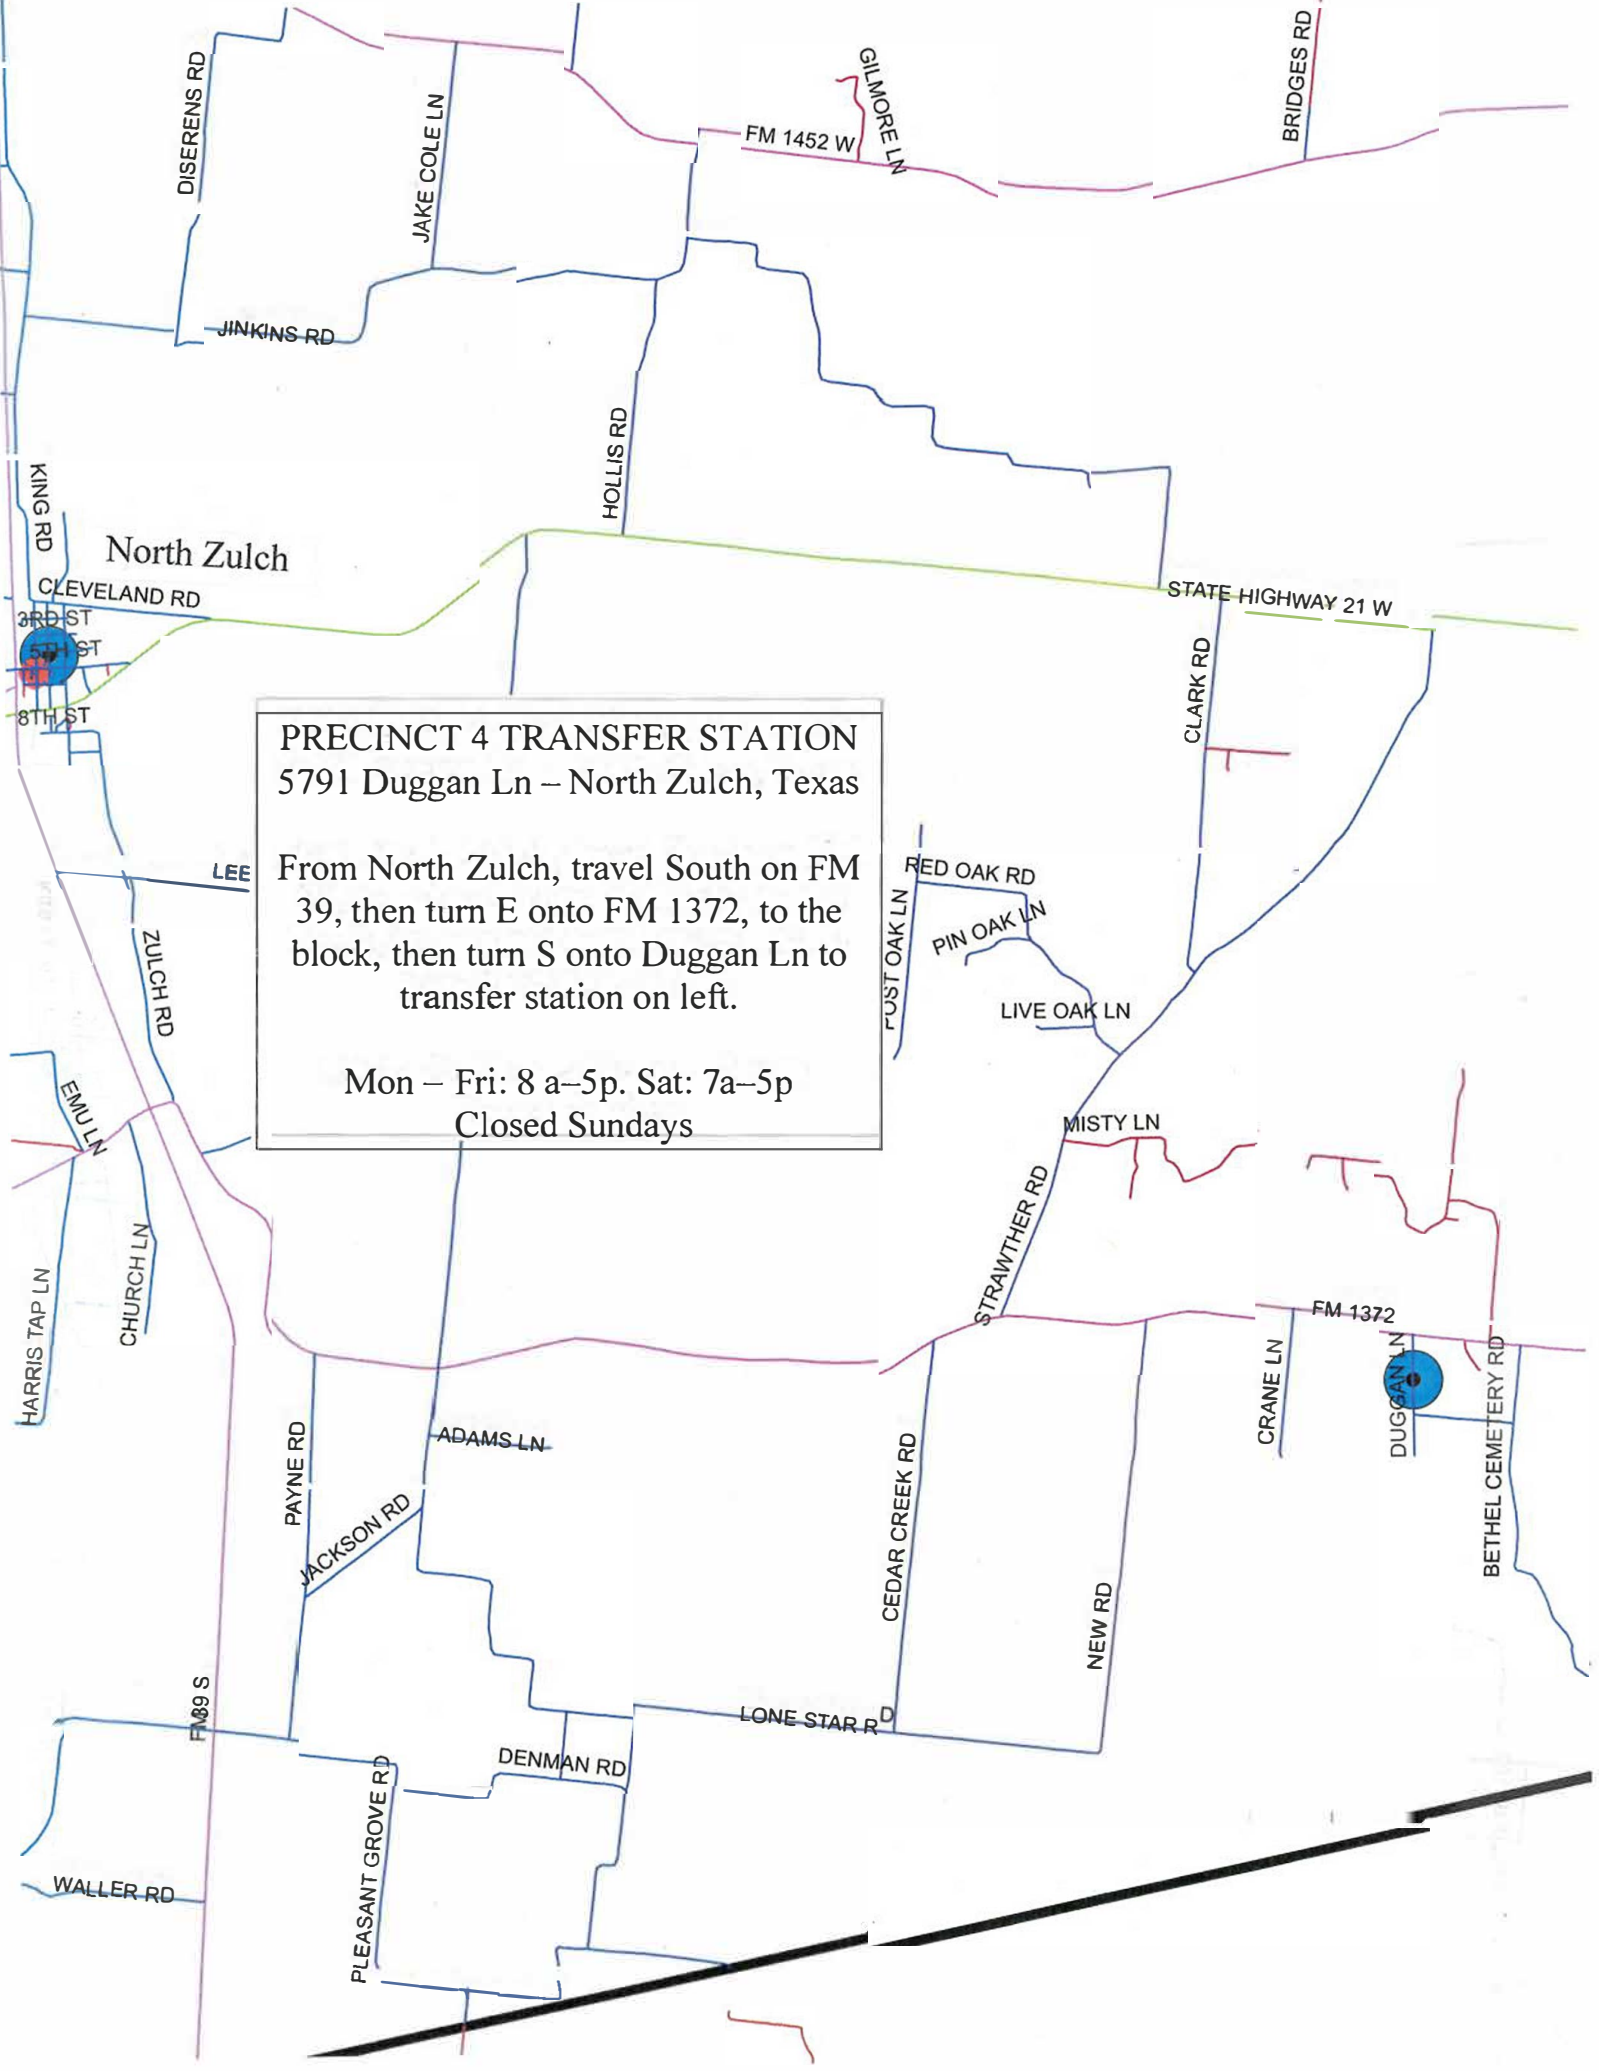 BRIDGES RD
GILMORE LN
DISERENS RD
JAKE COLE LN
FM 1452 W
JINKINS RD
HOLLIS RD
KING RD
North Zulch
CLEVELAND RD
STATE HIGHWAY 21 W
3RD ST
5TH ST
8TH ST
CLARK RD
PRECINCT 4 TRANSFER STATION
5791 Duggan Ln – North Zulch, Texas
From North Zulch, travel South on FM
39, then turn E onto FM 1372, to the
block, then turn S onto Duggan Ln to
transfer station on left.
Mon – Fri: 8 a–5p. Sat: 7a–5p
Closed Sundays
LEE
RED OAK RD
POST OAK LN
PIN OAK LN
ZULCH RD
LIVE OAK LN
EMU LN
MISTY LN
STRAWTHER RD
HARRIS TAP LN
CHURCH LN
FM 1372
CRANE LN
DUGGAN LN
BETHEL CEMETERY RD
PAYNE RD
ADAMS LN
JACKSON RD
CEDAR CREEK RD
NEW RD
FM39 S
LONE STAR RD
DENMAN RD
PLEASANT GROVE RD
WALLER RD